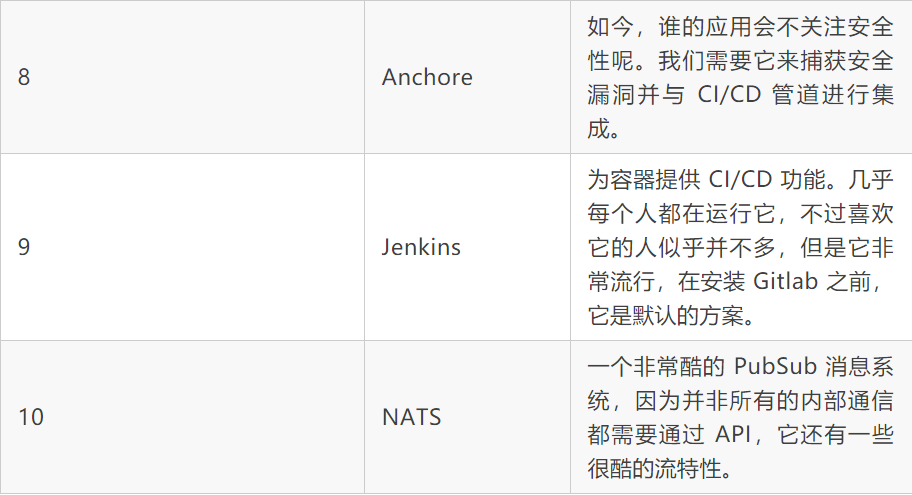 8
Anchore
如今，谁的应用会不关注安全
性呢。我们需要它来捕获安全
漏洞并与 CI/CD 管道进行集
成。
9
Jenkins
为容器提供 CI/CD 功能。几乎
每个人都在运行它，不过喜欢
它的人似乎并不多，但是它非
常流行，在安装 Gitlab 之前，
它是默认的方案。
10
NATS
一个非常酷的 PubSub 消息系
统，因为并非所有的内部通信
都需要通过 API，它还有一些
很酷的流特性。